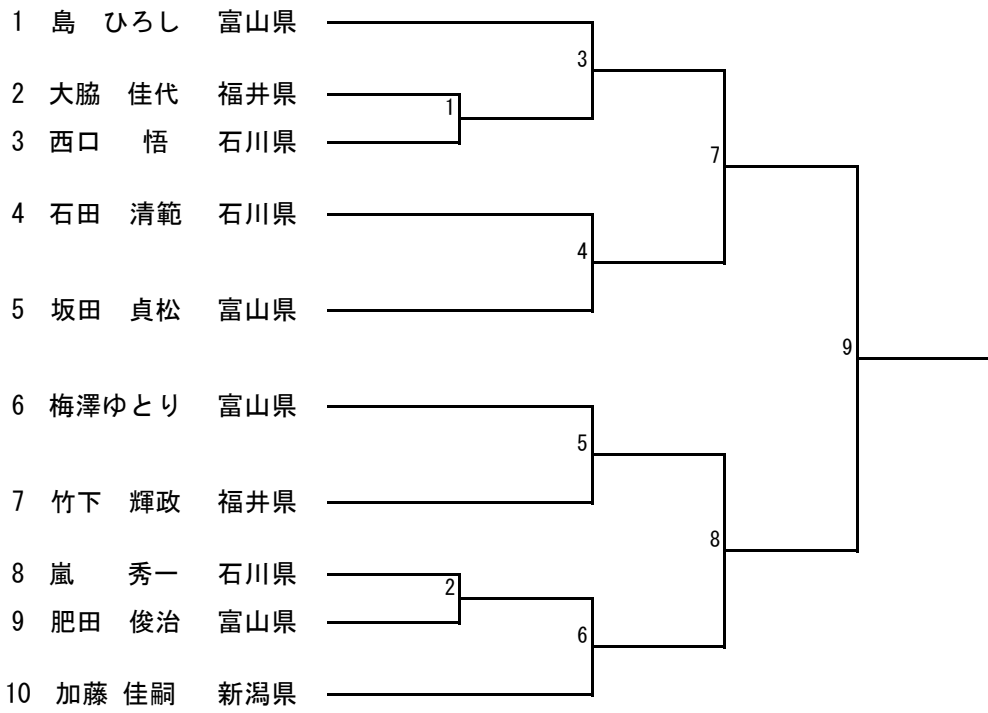 1 島　ひろし 富山県
3
2 大脇　佳代 福井県
1
3 西口　悟 石川県
7
4 石田　清範 石川県
4
5 坂田　貞松 富山県
9
6 梅澤ゆとり 富山県
5
7 竹下　輝政 福井県
8
8 嵐　秀一 石川県
2
9 肥田　俊治 富山県
6
10 加藤 佳嗣 新潟県